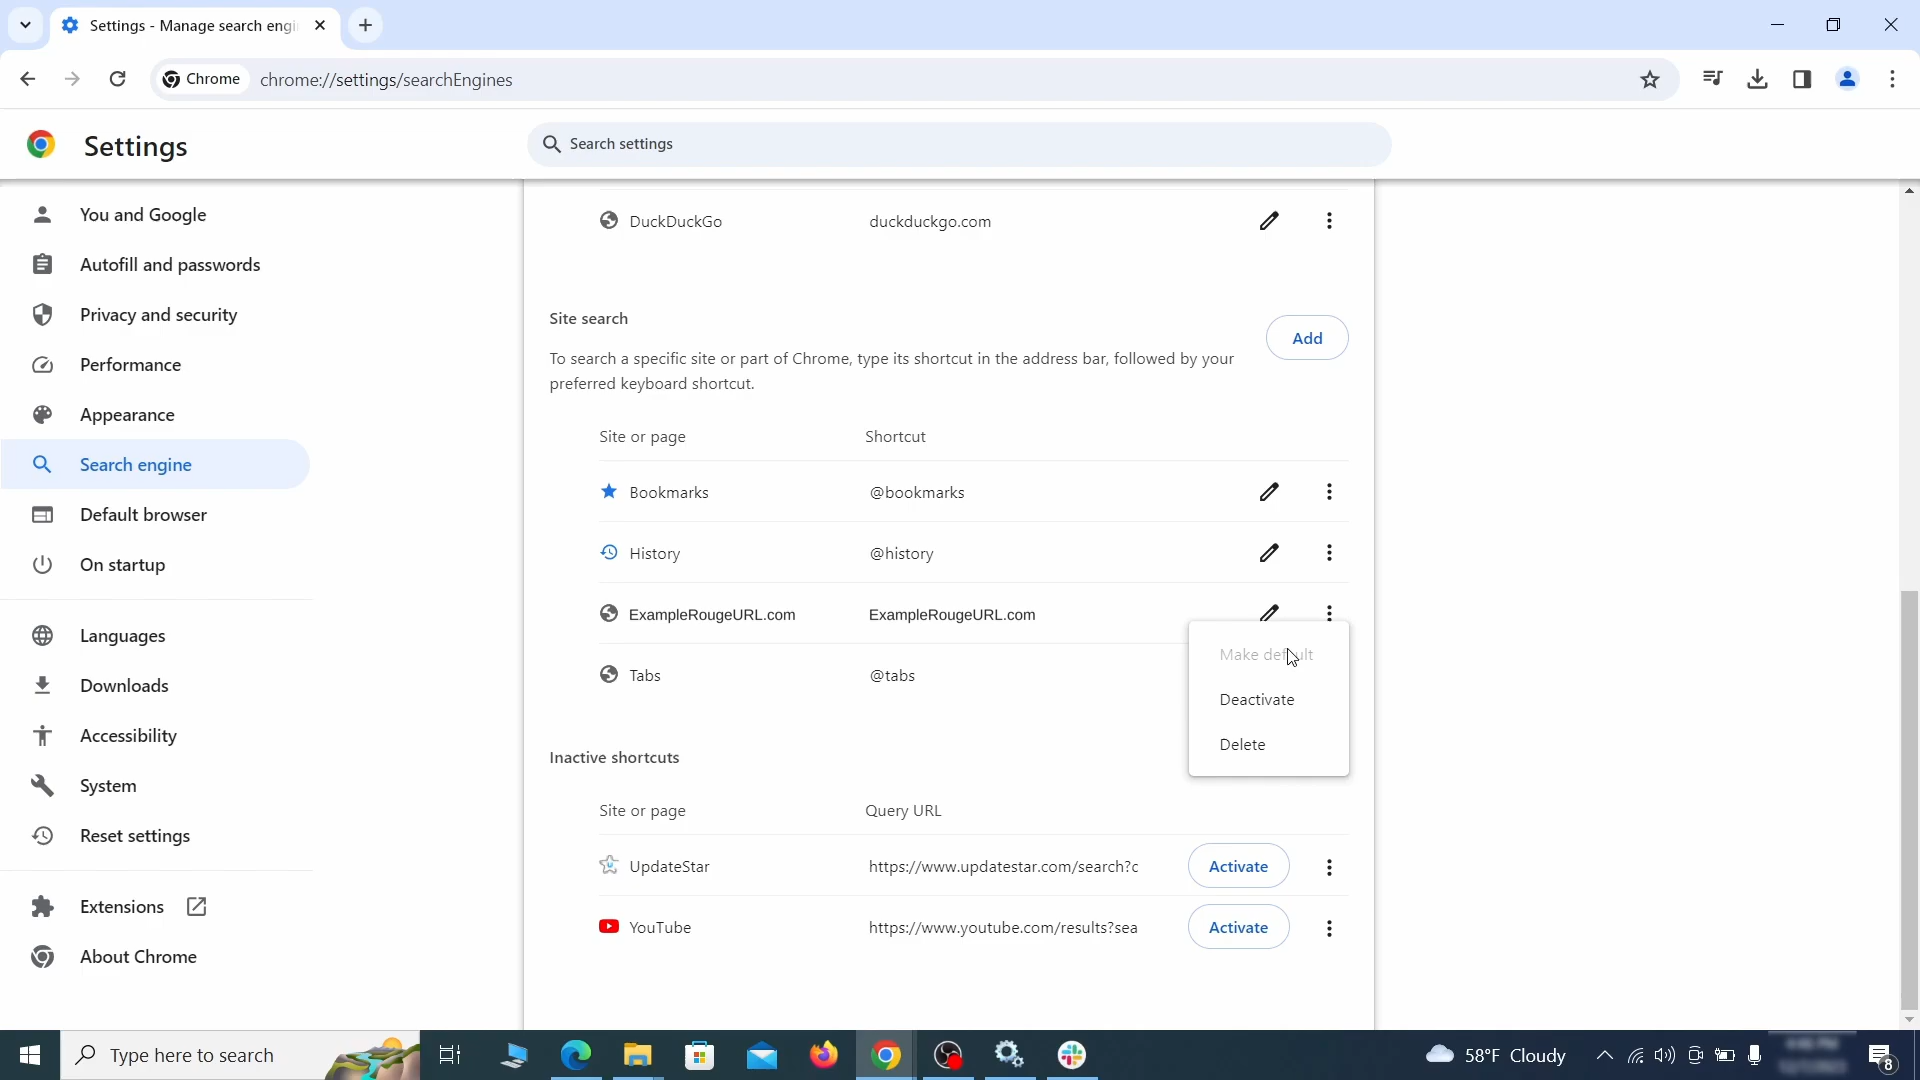 Settings - Manage search engi
Chrome
chrome://settings/searchEngines
Settings
Search settings
You and Google
Autofill and passwords
Privacy and security
Performance
Appearance
Search engine
Default browser
On startup
Languages
Downloads
Accessibility
System
Reset settings
Extensions
About Chrome
DuckDuckGo duckduckgo.com
Site search
Add
To search a specific site or part of Chrome, type its shortcut in the address bar, followed by your
preferred keyboard shortcut.
Site or page Shortcut
Bookmarks @bookmarks
History @history
ExampleRougeURL.com ExampleRougeURL.com
Tabs @tabs
Make default
Deactivate
Delete
Inactive shortcuts
Site or page Query URL
UpdateStar https://www.updatestar.com/search?c Activate
YouTube https://www.youtube.com/results?sea Activate
Type here to search
58°F Cloudy
8